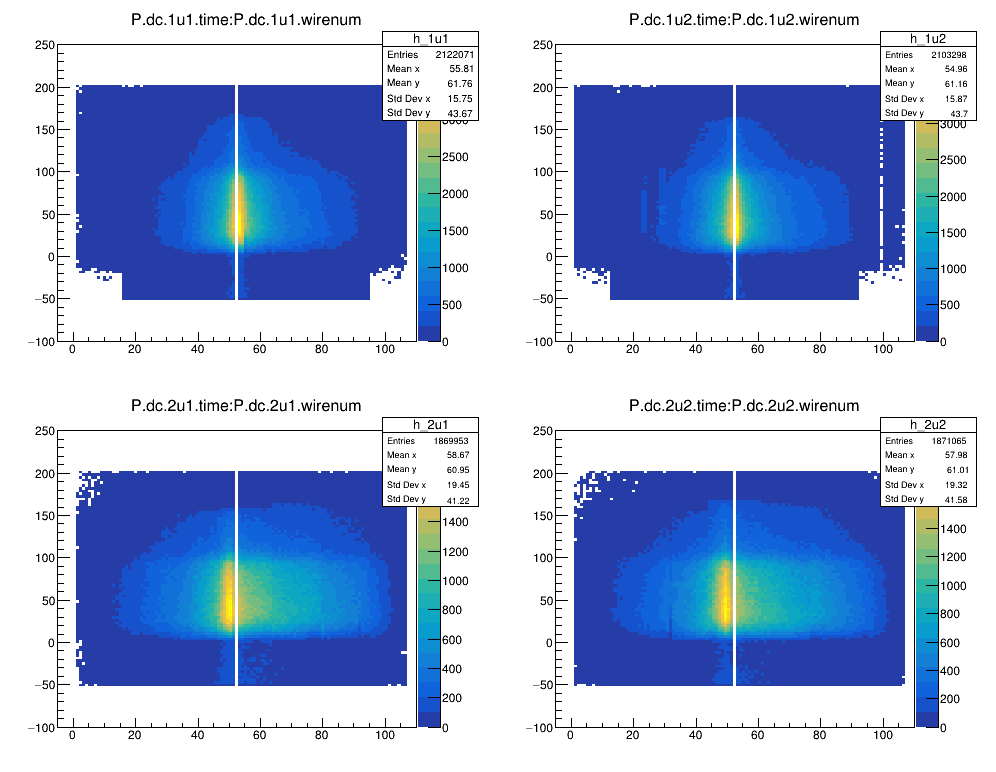 P.dc.1u1.time:P.dc.1u1.wirenum
h_1u1
Entries 2122071
Mean x 55.81
Mean y 61.76
Std Dev x 15.75
Std Dev y 43.67
250
200
150
100
50
0
−50
−100
0 20 40 60 80 100
3000
2500
2000
1500
1000
500
0
P.dc.1u2.time:P.dc.1u2.wirenum
h_1u2
Entries 2103298
Mean x 54.96
Mean y 61.16
Std Dev x 15.87
Std Dev y 43.7
250
200
150
100
50
0
−50
−100
0 20 40 60 80 100
3000
2500
2000
1500
1000
500
0
P.dc.2u1.time:P.dc.2u1.wirenum
h_2u1
Entries 1869953
Mean x 58.67
Mean y 60.95
Std Dev x 19.45
Std Dev y 41.22
250
200
150
100
50
0
−50
−100
0 20 40 60 80 100
1400
1200
1000
800
600
400
200
0
P.dc.2u2.time:P.dc.2u2.wirenum
h_2u2
Entries 1871065
Mean x 57.98
Mean y 61.01
Std Dev x 19.32
Std Dev y 41.58
250
200
150
100
50
0
−50
−100
0 20 40 60 80 100
1400
1200
1000
800
600
400
200
0